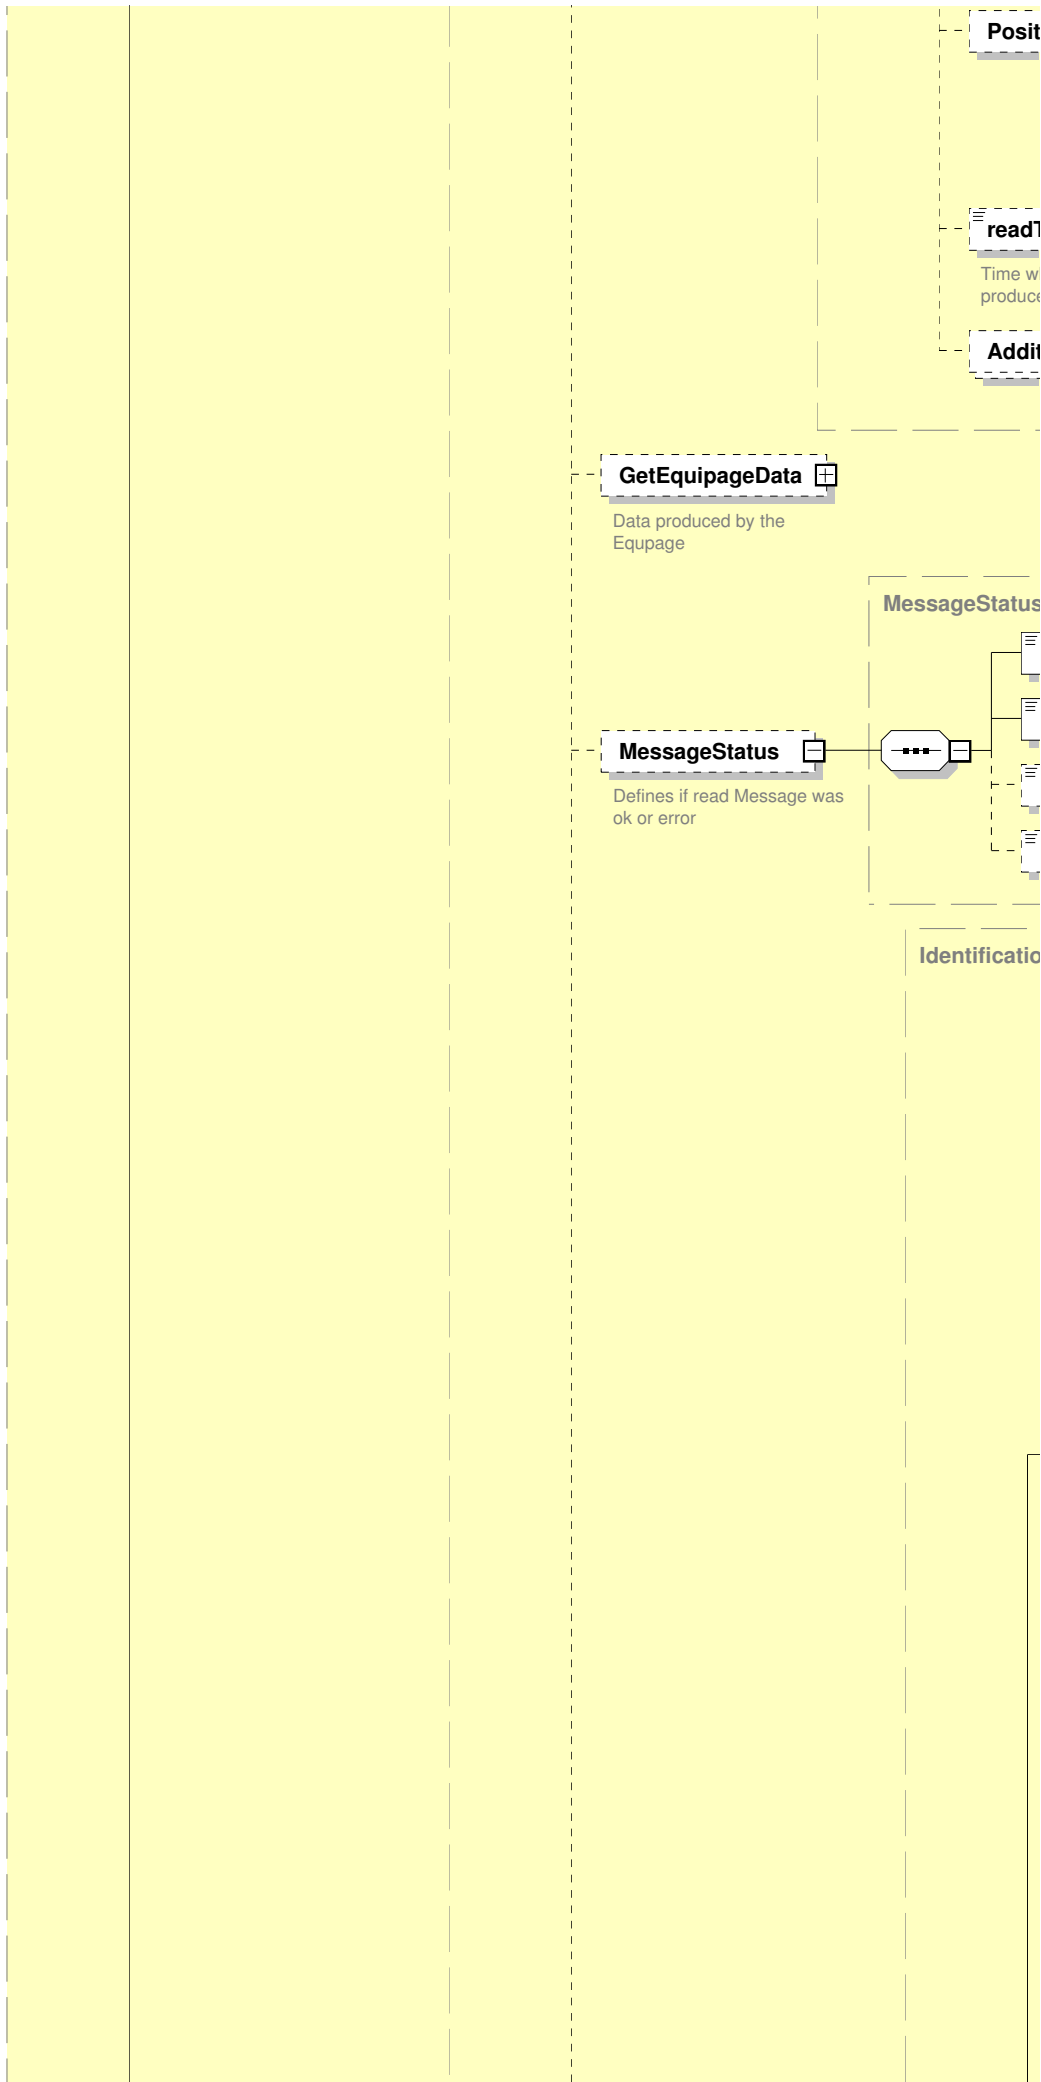 Posit
readT
Time w
produce
Addit
GetEquipageData
Data produced by the
Equpage
MessageStatus
MessageStatus
Defines if read Message was
ok or error
Identificatio